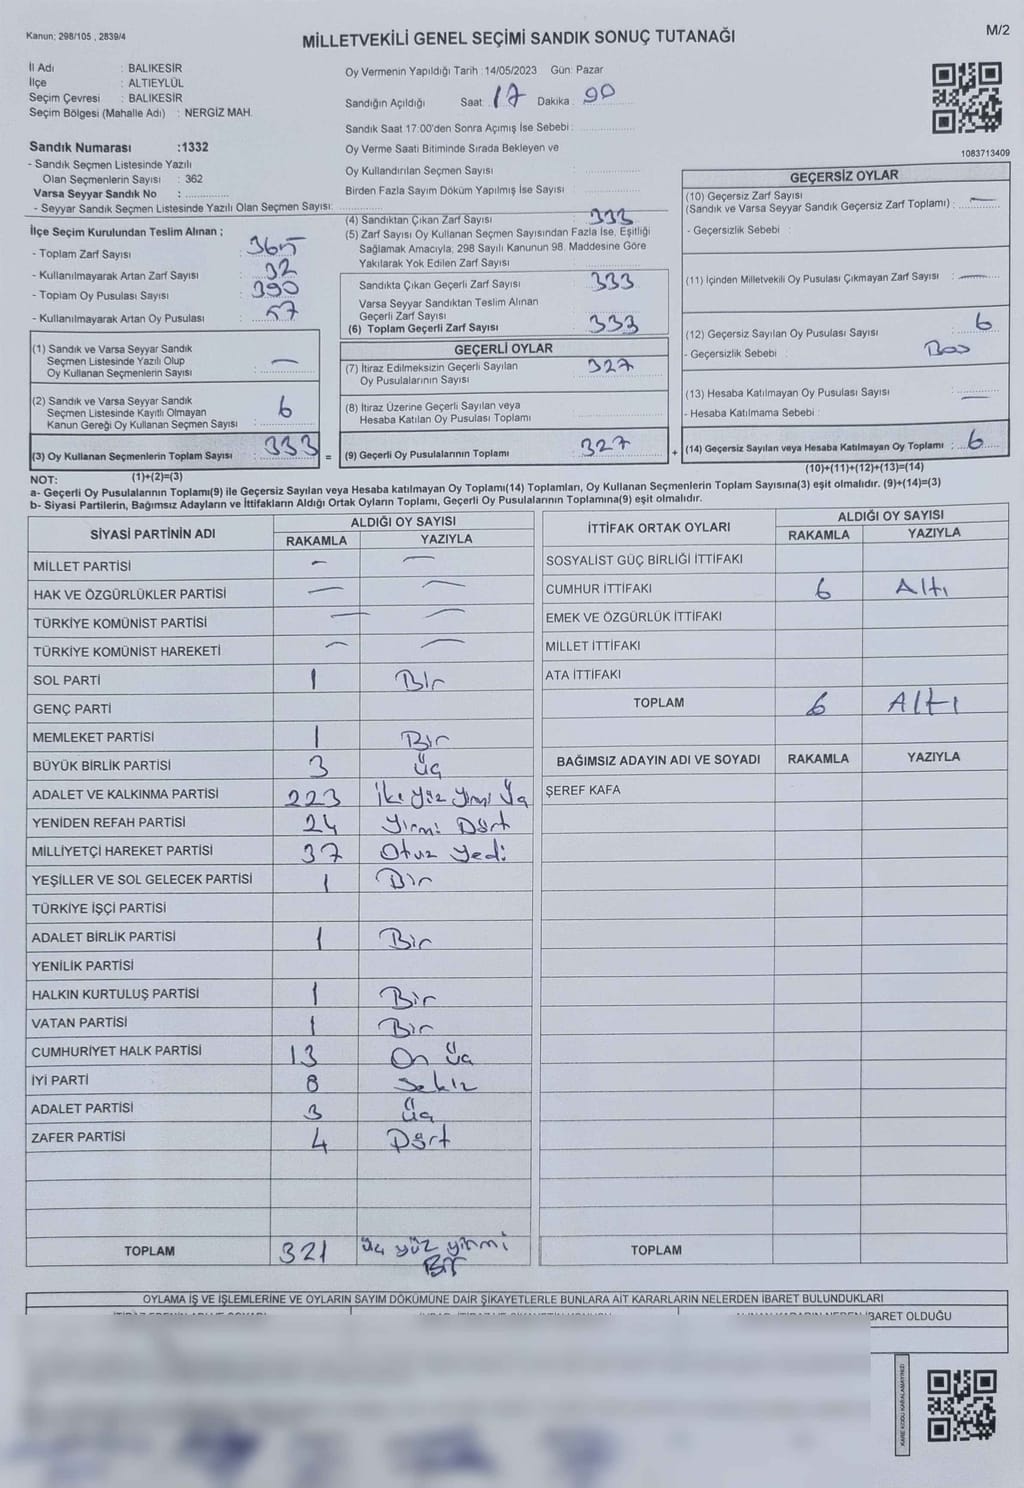 Kanun: 298/105 , 2839/4
MİLLETVEKİLİ GENEL SEÇİMİ SANDIK SONUÇ TUTANAĞI
M/2
İl Adı : BALIKESİR
İlçe : ALTIEYLÜL
Seçim Çevresi : BALIKESİR
Seçim Bölgesi (Mahalle Adı) : NERGİZ MAH.
Sandık Numarası :1332
- Sandık Seçmen Listesinde Yazılı
Olan Seçmenlerin Sayısı : 362
Varsa Seyyar Sandık No :
- Seyyar Sandık Seçmen Listesinde Yazılı Olan Seçmen Sayısı:
Oy Vermenin Yapıldığı Tarih :14/05/2023 Gün: Pazar
Sandığın Açıldığı Saat: 17 Dakika:
Sandık Saat 17:00'den Sonra Açımış İse Sebebi :
Oy Verme Saati Bitiminde Sırada Bekleyen ve
Oy Kullandırılan Seçmen Sayısı :
Birden Fazla Sayım Döküm Yapılmış İse Sayısı :
1083713409
İlçe Seçim Kurulundan Teslim Alınan ;
- Toplam Zarf Sayısı : 365
- Kullanılmayarak Artan Zarf Sayısı : 32
- Toplam Oy Pusulası Sayısı : 390
- Kullanılmayarak Artan Oy Pusulası : 57
(1) Sandık ve Varsa Seyyar Sandık
Seçmen Listesinde Yazılı Olup
Oy Kullanan Seçmenlerin Sayısı : —
(2) Sandık ve Varsa Seyyar Sandık
Seçmen Listesinde Kayıtlı Olmayan
Kanun Gereği Oy Kullanan Seçmen Sayısı : 6
(3) Oy Kullanan Seçmenlerin Toplam Sayısı : 333 =
(4) Sandıktan Çıkan Zarf Sayısı : 333
(5) Zarf Sayısı Oy Kullanan Seçmen Sayısından Fazla İse, Eşitliği
Sağlamak Amacıyla; 298 Sayılı Kanunun 98. Maddesine Göre
Yakılarak Yok Edilen Zarf Sayısı :
Sandıkta Çıkan Geçerli Zarf Sayısı : 333
Varsa Seyyar Sandıktan Teslim Alınan
Geçerli Zarf Sayısı :
(6) Toplam Geçerli Zarf Sayısı : 333
GEÇERLİ OYLAR
(7) İtiraz Edilmeksizin Geçerli Sayılan : 327
Oy Pusulalarının Sayısı
(8) İtiraz Üzerine Geçerli Sayılan veya
Hesaba Katılan Oy Pusulası Toplamı :
(9) Geçerli Oy Pusulalarının Toplamı : 327 +
GEÇERSİZ OYLAR
(10) Geçersiz Zarf Sayısı
(Sandık ve Varsa Seyyar Sandık Geçersiz Zarf Toplamı) : —
- Geçersizlik Sebebi :
(11) İçinden Milletvekili Oy Pusulası Çıkmayan Zarf Sayısı : —
(12) Geçersiz Sayılan Oy Pusulası Sayısı : 6
- Geçersizlik Sebebi : Boş
(13) Hesaba Katılmayan Oy Pusulası Sayısı : —
- Hesaba Katılmama Sebebi :
(14) Geçersiz Sayılan veya Hesaba Katılmayan Oy Toplamı : 6
NOT: (1)+(2)=(3)
(10)+(11)+(12)+(13)=(14)
a- Geçerli Oy Pusulalarının Toplamı(9) ile Geçersiz Sayılan veya Hesaba katılmayan Oy Toplamı(14) Toplamları, Oy Kullanan Seçmenlerin Toplam Sayısına(3) eşit olmalıdır. (9)+(14)=(3)
b- Siyasi Partilerin, Bağımsız Adayların ve İttifakların Aldığı Ortak Oyların Toplamı, Geçerli Oy Pusulalarının Toplamına(9) eşit olmalıdır.
SİYASİ PARTİNİN ADI
ALDIĞI OY SAYISI
RAKAMLA YAZIYLA
MİLLET PARTİSİ — —
HAK VE ÖZGÜRLÜKLER PARTİSİ — —
TÜRKİYE KOMÜNİST PARTİSİ — —
TÜRKİYE KOMÜNİST HAREKETİ — —
SOL PARTİ 1 Bir
GENÇ PARTİ
MEMLEKET PARTİSİ 1 Bir
BÜYÜK BİRLİK PARTİSİ 3 Üç
ADALET VE KALKINMA PARTİSİ 223 İki yüz yirmi Üç
YENİDEN REFAH PARTİSİ 24 Yirmi Dört
MİLLİYETÇİ HAREKET PARTİSİ 37 Otuz yedi
YEŞİLLER VE SOL GELECEK PARTİSİ 1 Bir
TÜRKİYE İŞÇİ PARTİSİ
ADALET BİRLİK PARTİSİ 1 Bir
YENİLİK PARTİSİ
HALKIN KURTULUŞ PARTİSİ 1 Bir
VATAN PARTİSİ 1 Bir
CUMHURİYET HALK PARTİSİ 13 On üç
İYİ PARTİ 8 Sekiz
ADALET PARTİSİ 3 Üç
ZAFER PARTİSİ 4 Dört
TOPLAM 321 üç yüz yirmi
Bir
İTTİFAK ORTAK OYLARI
ALDIĞI OY SAYISI
RAKAMLA YAZIYLA
SOSYALİST GÜÇ BİRLİĞİ İTTİFAKI
CUMHUR İTTİFAKI 6 Altı
EMEK VE ÖZGÜRLÜK İTTİFAKI
MİLLET İTTİFAKI
ATA İTTİFAKI
TOPLAM 6 Altı
BAĞIMSIZ ADAYIN ADI VE SOYADI RAKAMLA YAZIYLA
ŞEREF KAFA
TOPLAM
OYLAMA İŞ VE İŞLEMLERİNE VE OYLARIN SAYIM DÖKÜMÜNE DAİR ŞİKAYETLERLE BUNLARA AİT KARARLARIN NELERDEN İBARET BULUNDUKLARI
İBARET OLDUĞU